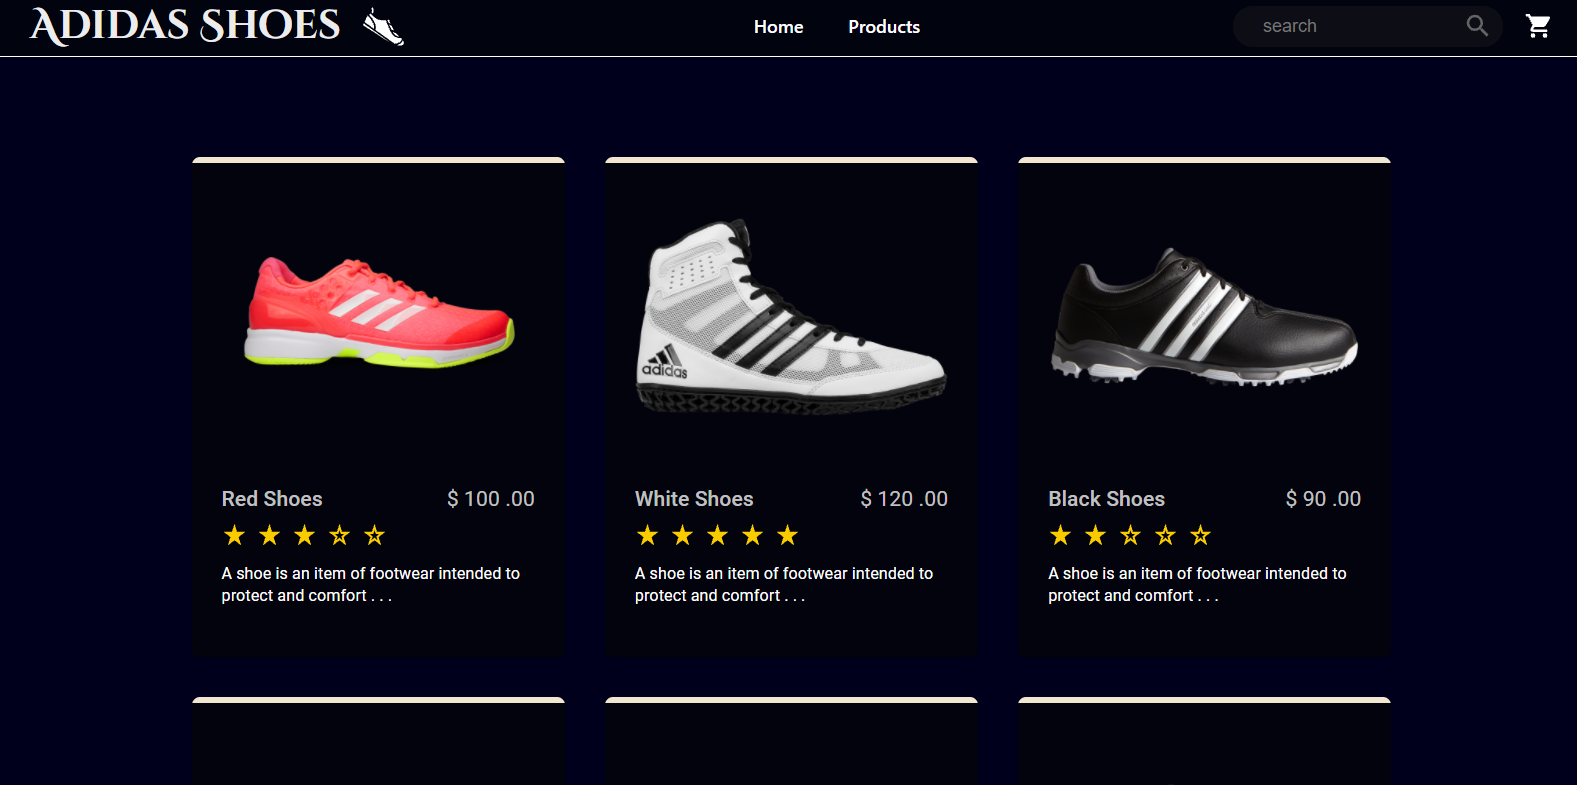 Adidas Shoes
Home
Products
search
adidas
Red Shoes
$ 100 .00
A shoe is an item of footwear intended to
protect and comfort . . .
White Shoes
$ 120 .00
A shoe is an item of footwear intended to
protect and comfort . . .
Black Shoes
$ 90 .00
A shoe is an item of footwear intended to
protect and comfort . . .